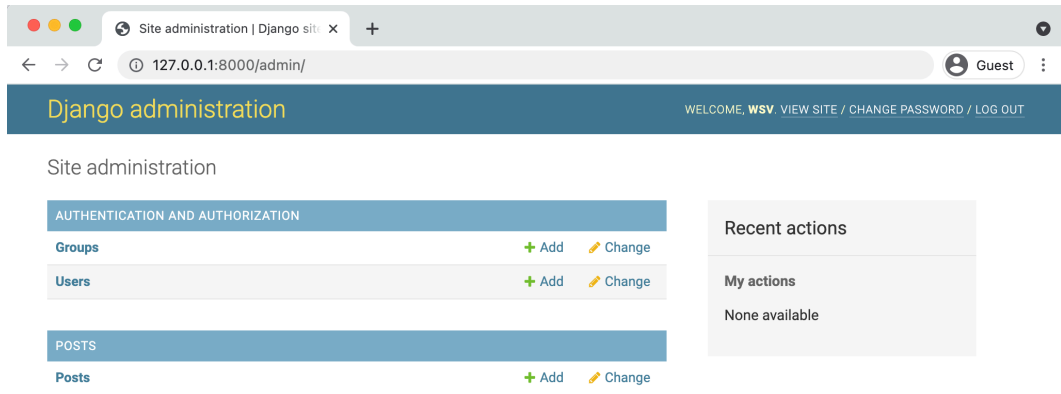 Site administration | Django sit
127.0.0.1:8000/admin/
Guest
Django administration
WELCOME, WSV. VIEW SITE / CHANGE PASSWORD / LOG OUT
Site administration
AUTHENTICATION AND AUTHORIZATION
Groups Add Change
Users Add Change
POSTS
Posts Add Change
Recent actions
My actions
None available